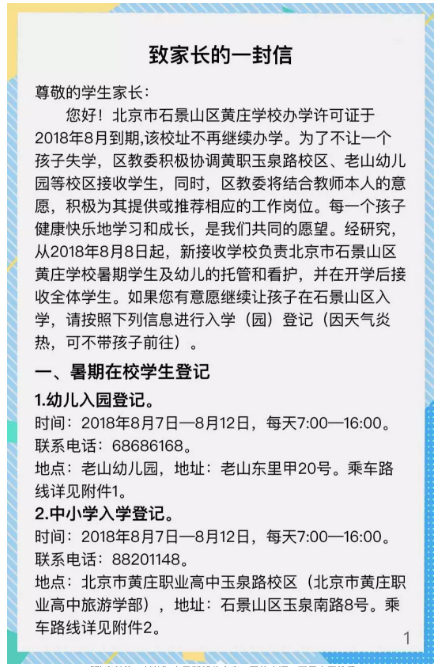 致家长的一封信
尊敬的学生家长：
您好！北京市石景山区黄庄学校办学许可证于
2018年8月到期,该校址不再继续办学。为了不让一个
孩子失学，区教委积极协调黄职玉泉路校区、老山幼儿
园等校区接收学生，同时，区教委将结合教师本人的意
愿，积极为其提供或推荐相应的工作岗位。每一个孩子
健康快乐地学习和成长，是我们共同的愿望。经研究，
从2018年8月8日起，新接收学校负责北京市石景山区
黄庄学校暑期学生及幼儿的托管和看护，并在开学后接
收全体学生。如果您有意愿继续让孩子在石景山区入
学，请按照下列信息进行入学（园）登记（因天气炎
热，可不带孩子前往）。
一、暑期在校学生登记
1.幼儿入园登记。
时间：2018年8月7日—8月12日，每天7:00—16:00。
联系电话：68686168。
地点：老山幼儿园，地址：老山东里甲20号。乘车路
线详见附件1。
2.中小学入学登记。
时间：2018年8月7日—8月12日，每天7:00—16:00。
联系电话：88201148。
地点：北京市黄庄职业高中玉泉路校区（北京市黄庄职
业高中旅游学部），地址：石景山区玉泉南路8号。乘
车路线详见附件2。
1